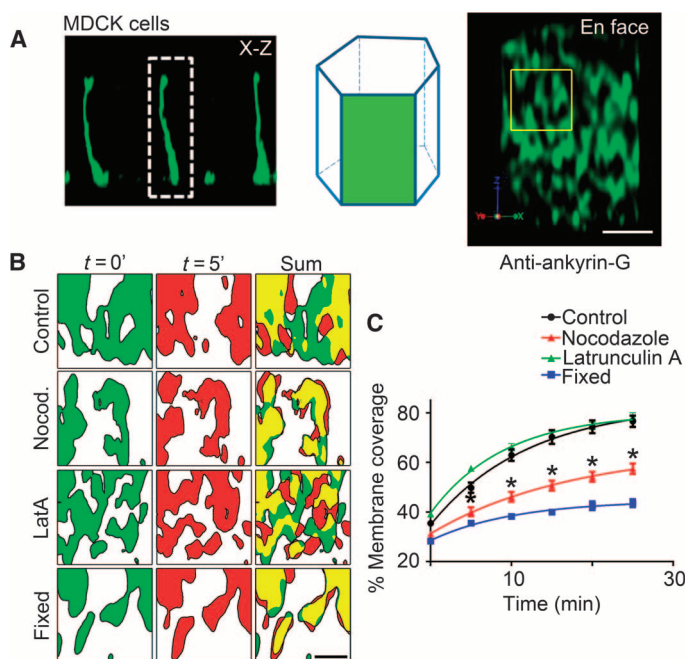 A
MDCK cells
X-Z
En face
Z
Y
X
Anti-ankyrin-G
B
t = 0'
t = 5'
Sum
Control
Nocod.
LatA
Fixed
C
Control
Nocodazole
Latrunculin A
Fixed
% Membrane coverage
80
60
40
20
* * * * *
10
30
Time (min)